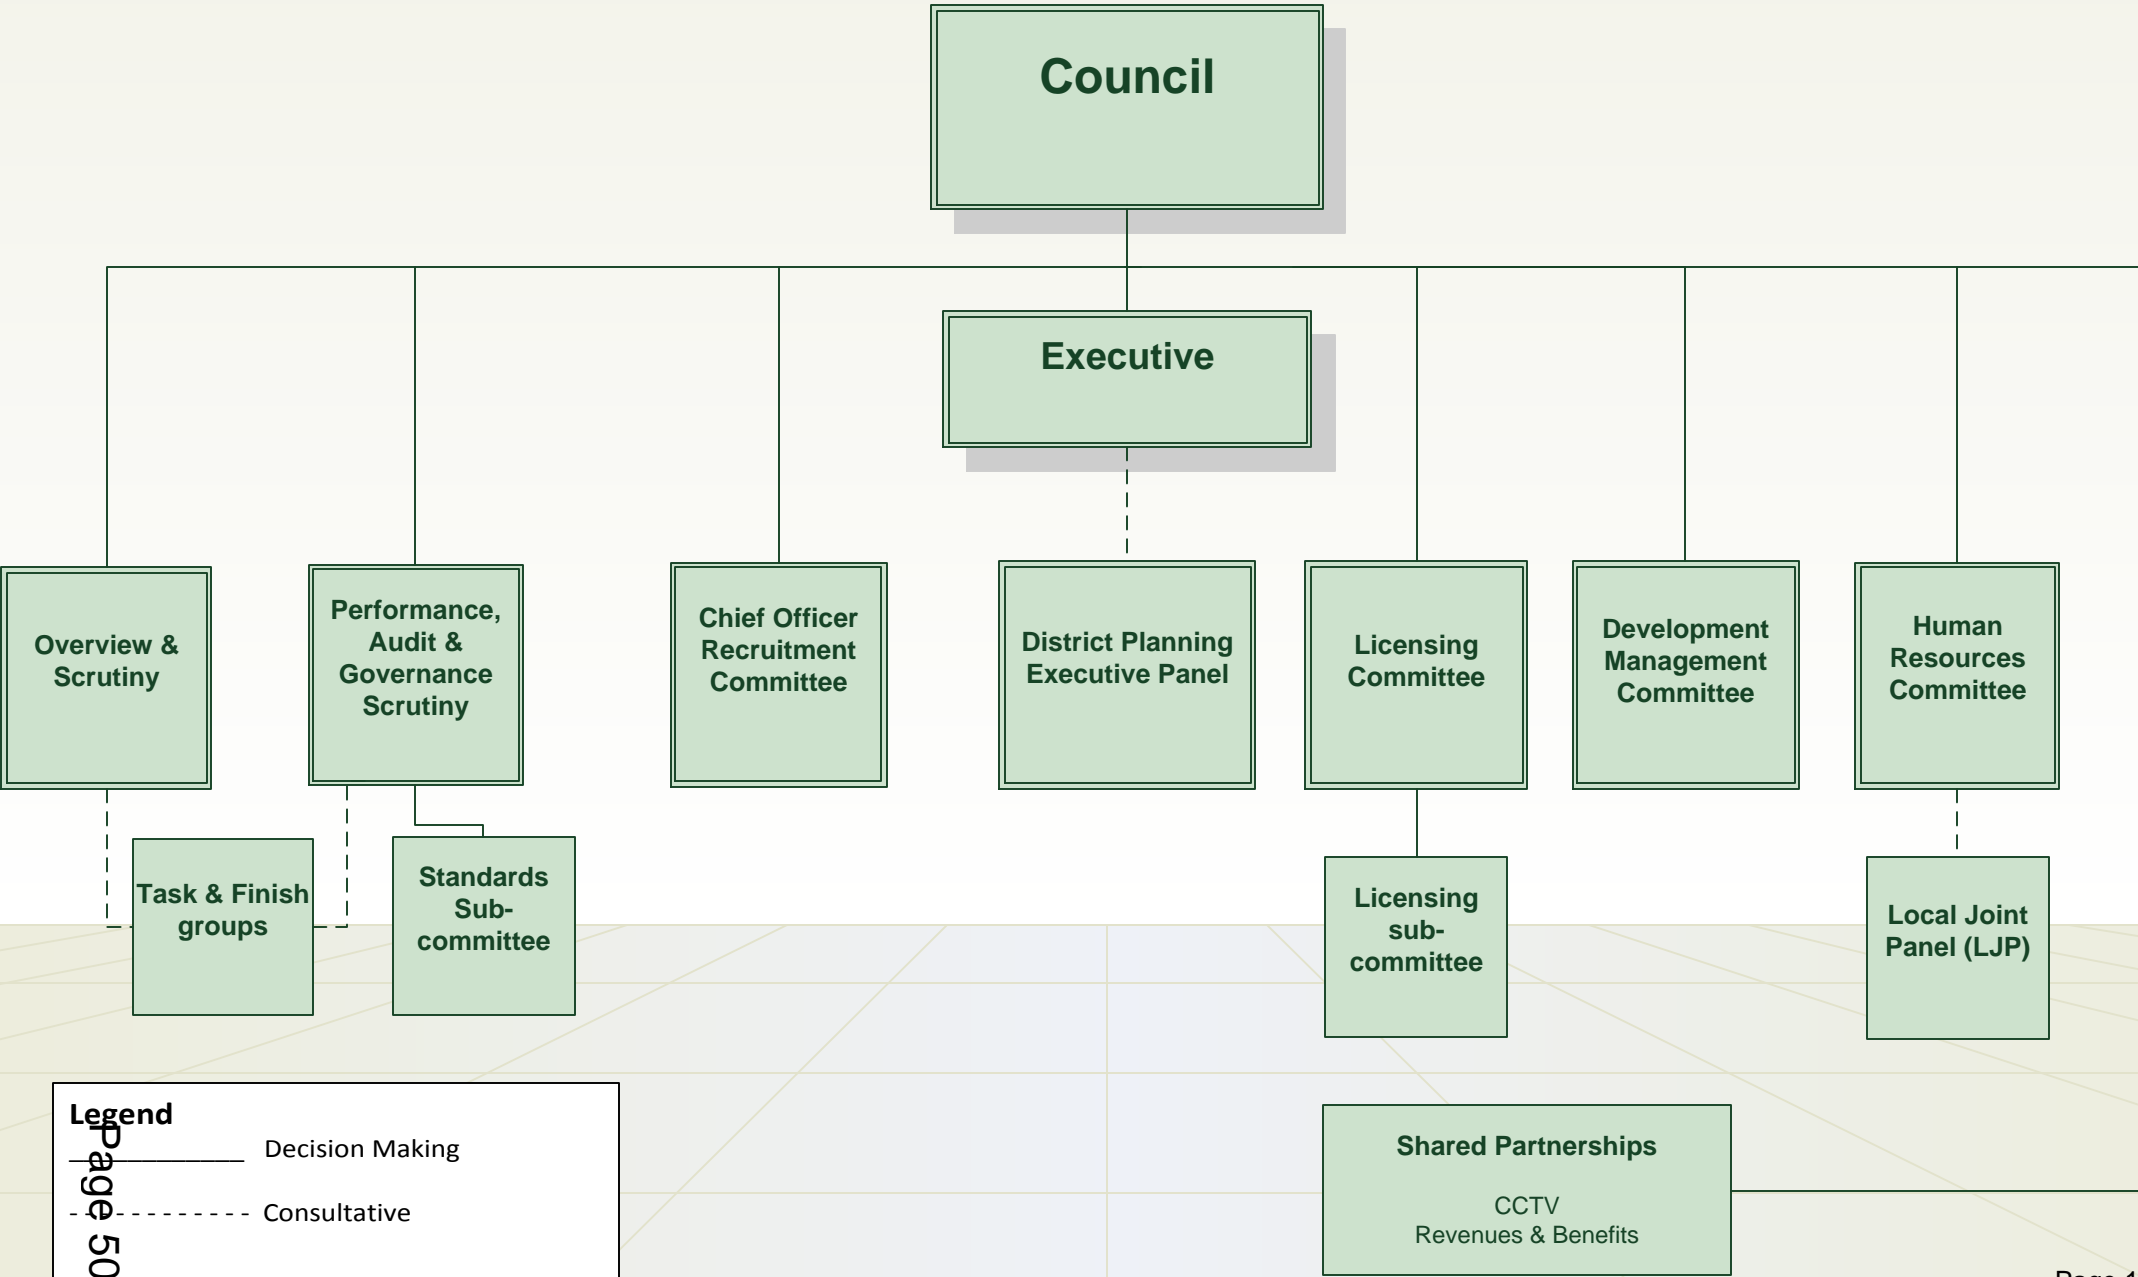 Council
Executive
Overview &
Scrutiny
Performance,
Audit &
Governance
Scrutiny
Chief Officer
Recruitment
Committee
District Planning
Executive Panel
Licensing
Committee
Development
Management
Committee
Human
Resources
Committee
Task & Finish
groups
Standards
Sub-
committee
Licensing
sub-
committee
Local Joint
Panel (LJP)
Legend
Decision Making
Consultative
Page 50
Shared Partnerships
CCTV
Revenues & Benefits